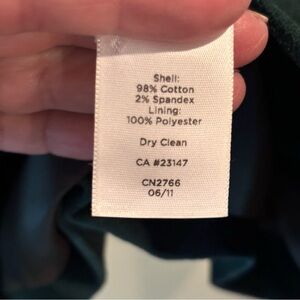 Shell:
98% Cotton
2% Spandex
Lining:
100% Polyester
Dry Clean
CA #23147
CN2766
06/11